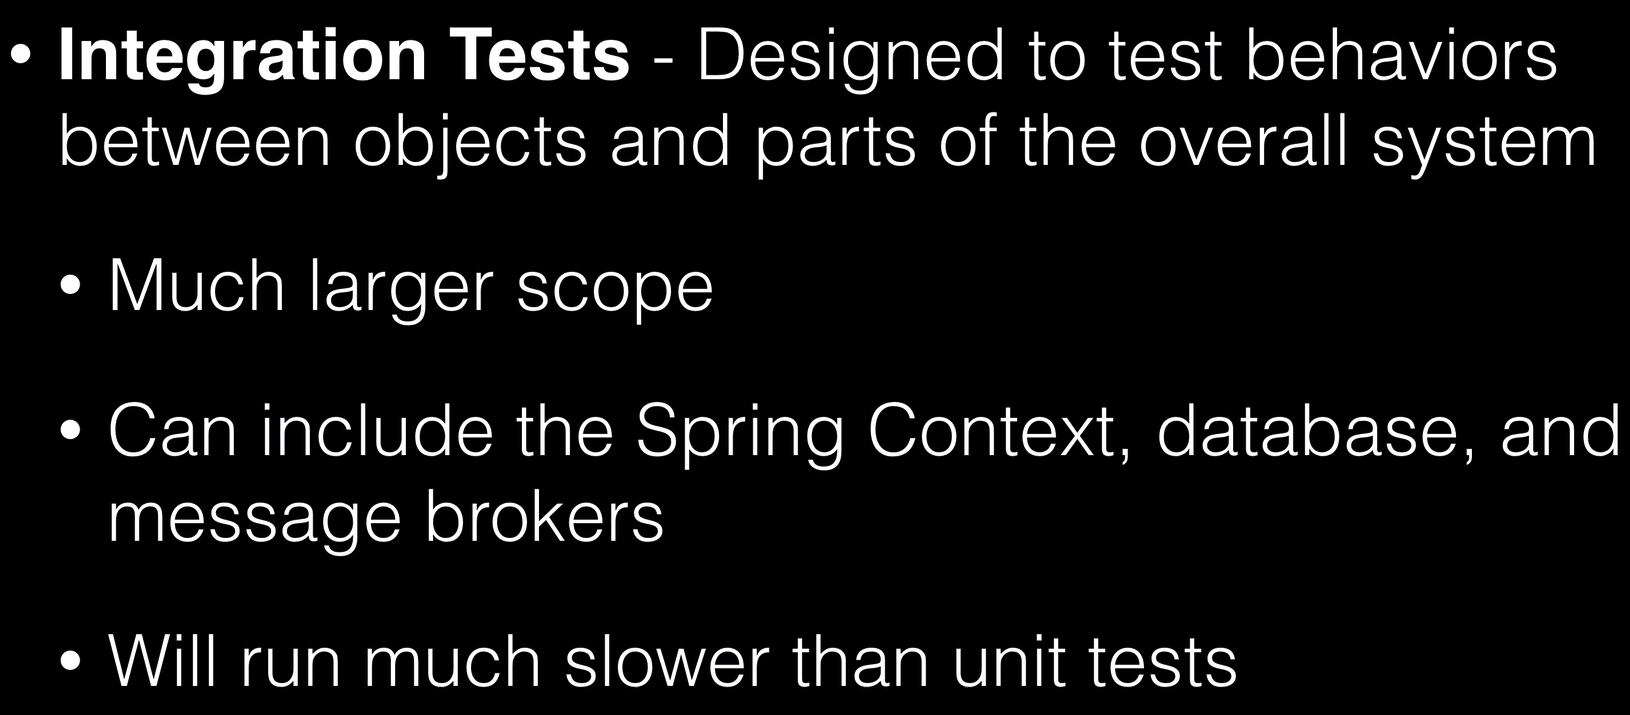 • Integration Tests - Designed to test behaviors
between objects and parts of the overall system
• Much larger scope
• Can include the Spring Context, database, and
message brokers
• Will run much slower than unit tests